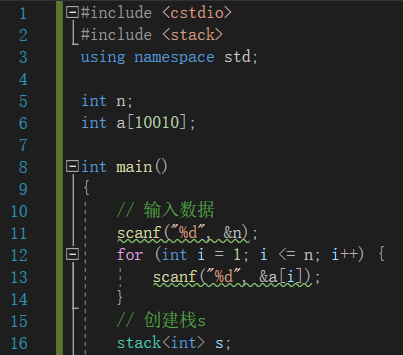 1 #include <cstdio>
2 #include <stack>
3 using namespace std;
4
5 int n;
6 int a[10010];
7
8 int main()
9 {
10 // 输入数据
11 scanf("%d", &n);
12 for (int i = 1; i <= n; i++) {
13 scanf("%d", &a[i]);
14 }
15 // 创建栈s
16 stack<int> s;